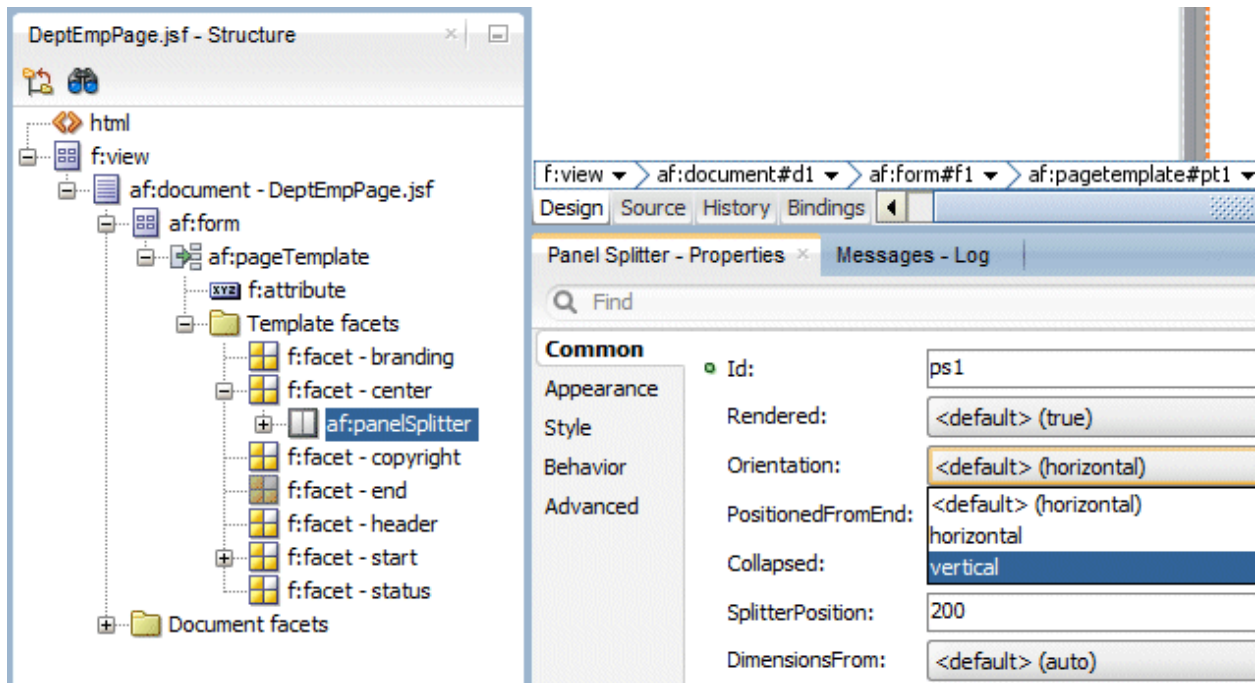 DeptEmpPage.jsf - Structure
html
f:view
af:document - DeptEmpPage.jsf
af:form
af:pageTemplate
XYZ f:attribute
Template facets
f:facet - branding
f:facet - center
af:panelSplitter
f:facet - copyright
f:facet - end
f:facet - header
f:facet - start
f:facet - status
Document facets
f:view af:document#d1 af:form#f1 af:pagetemplate#pt1
Design Source History Bindings
Panel Splitter - Properties Messages - Log
Find
Common
Appearance
Style
Behavior
Advanced
Id: ps1
Rendered: <default> (true)
Orientation: <default> (horizontal)
<default> (horizontal)
horizontal
vertical
PositionedFromEnd:
Collapsed:
SplitterPosition: 200
DimensionsFrom: <default> (auto)